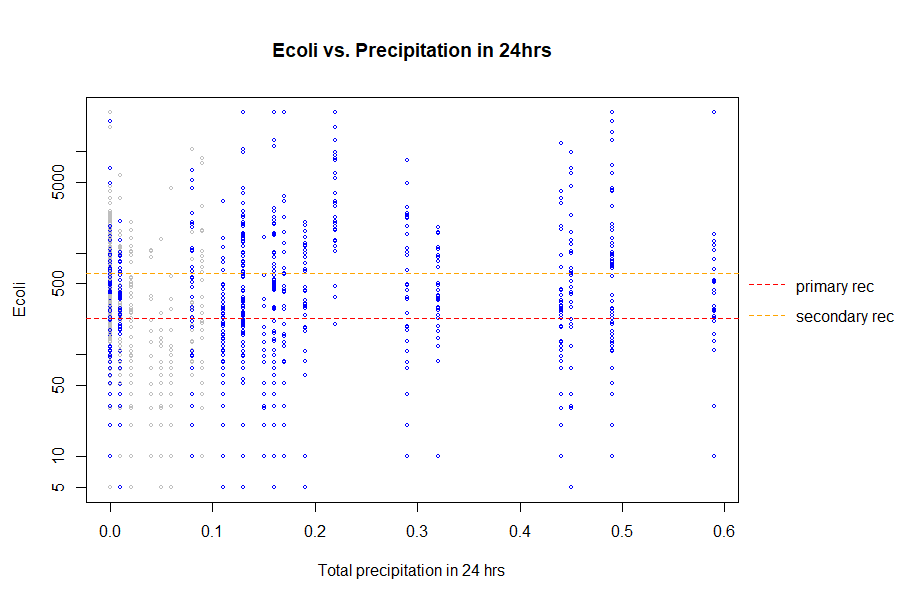 Ecoli vs. Precipitation in 24hrs
Ecoli
5000
500
50
10
5
0.0 0.1 0.2 0.3 0.4 0.5 0.6
Total precipitation in 24 hrs
primary rec
secondary rec